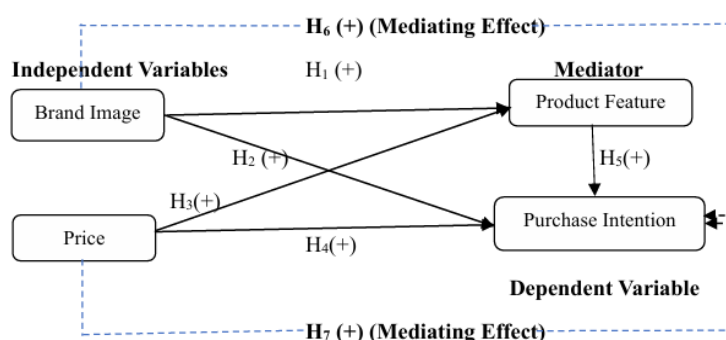 H₆ (+) (Mediating Effect)
Independent Variables
H₁ (+)
Mediator
Brand Image
Product Feature
H₂ (+)
H₅(+)
H₃(+)
Price
H₄(+)
Purchase Intention
Dependent Variable
H₇ (+) (Mediating Effect)